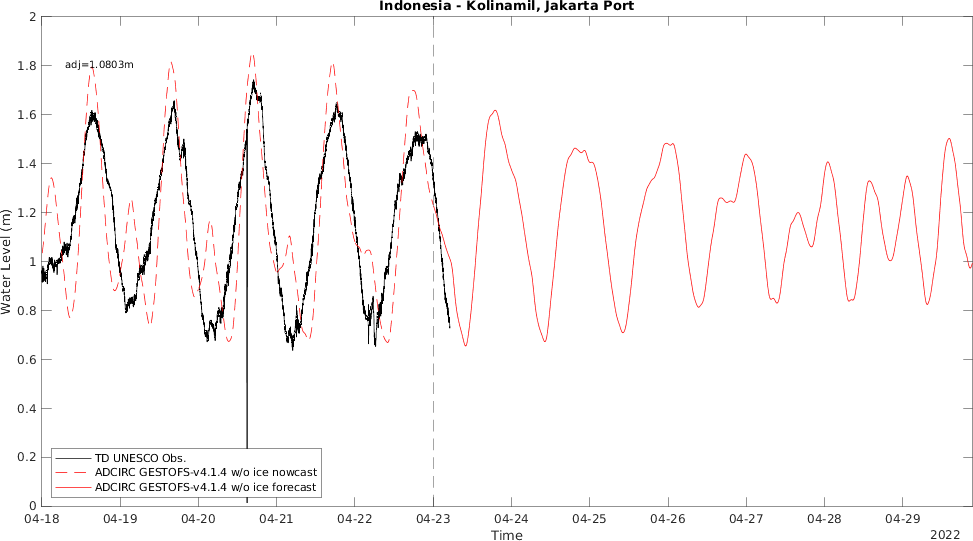 Indonesia - Kolinamil, Jakarta Port
adj=1.0803m
2
1.8
1.6
1.4
1.2
1
0.8
0.6
0.4
0.2
0
Water Level (m)
TD UNESCO Obs.
ADCIRC GESTOFS-v4.1.4 w/o ice nowcast
ADCIRC GESTOFS-v4.1.4 w/o ice forecast
04-18 04-19 04-20 04-21 04-22 04-23 04-24 04-25 04-26 04-27 04-28 04-29
Time
2022